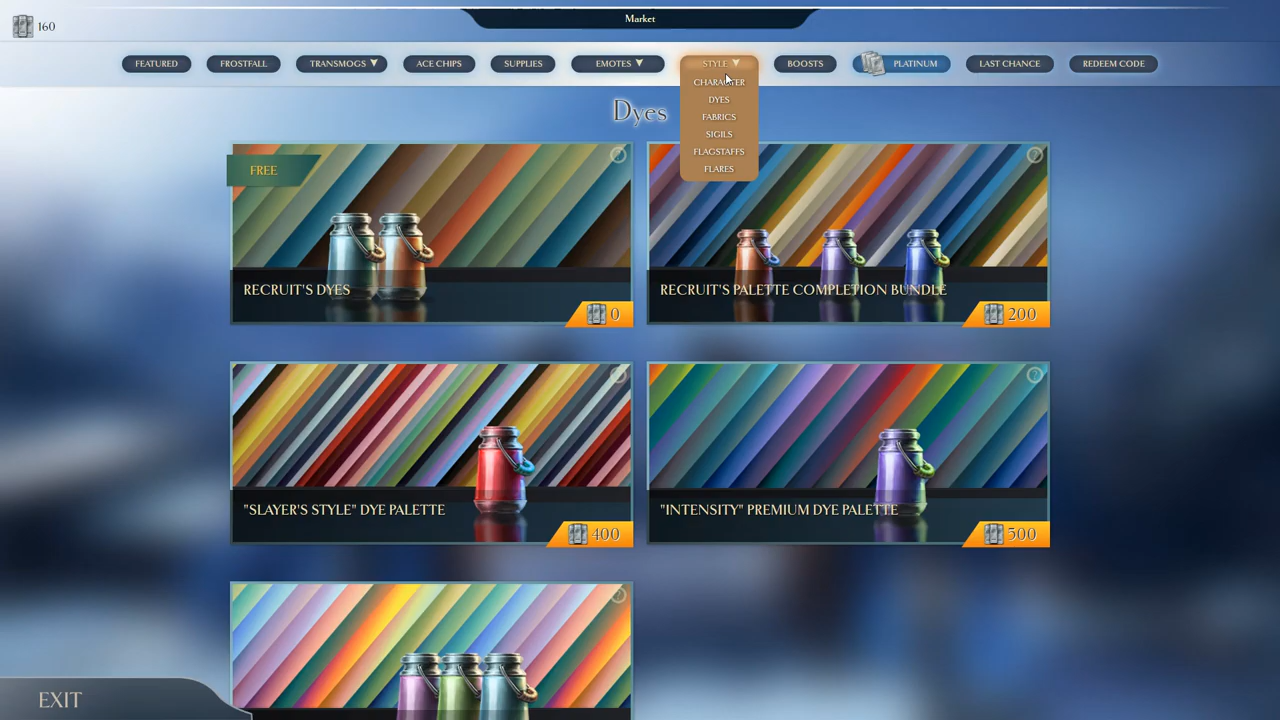 160
Market
FEATURED
FROSTFALL
TRANSMOGS ▼
ACE CHIPS
SUPPLIES
EMOTES ▼
STYLE ▼
BOOSTS
PLATINUM
LAST CHANCE
REDEEM CODE
CHARACTER
DYES
FABRICS
SIGILS
FLAGSTAFFS
FLARES
Dyes
FREE
?
RECRUIT'S DYES
0
?
RECRUIT'S PALETTE COMPLETION BUNDLE
200
?
"SLAYER'S STYLE" DYE PALETTE
400
?
"INTENSITY" PREMIUM DYE PALETTE
500
?
EXIT